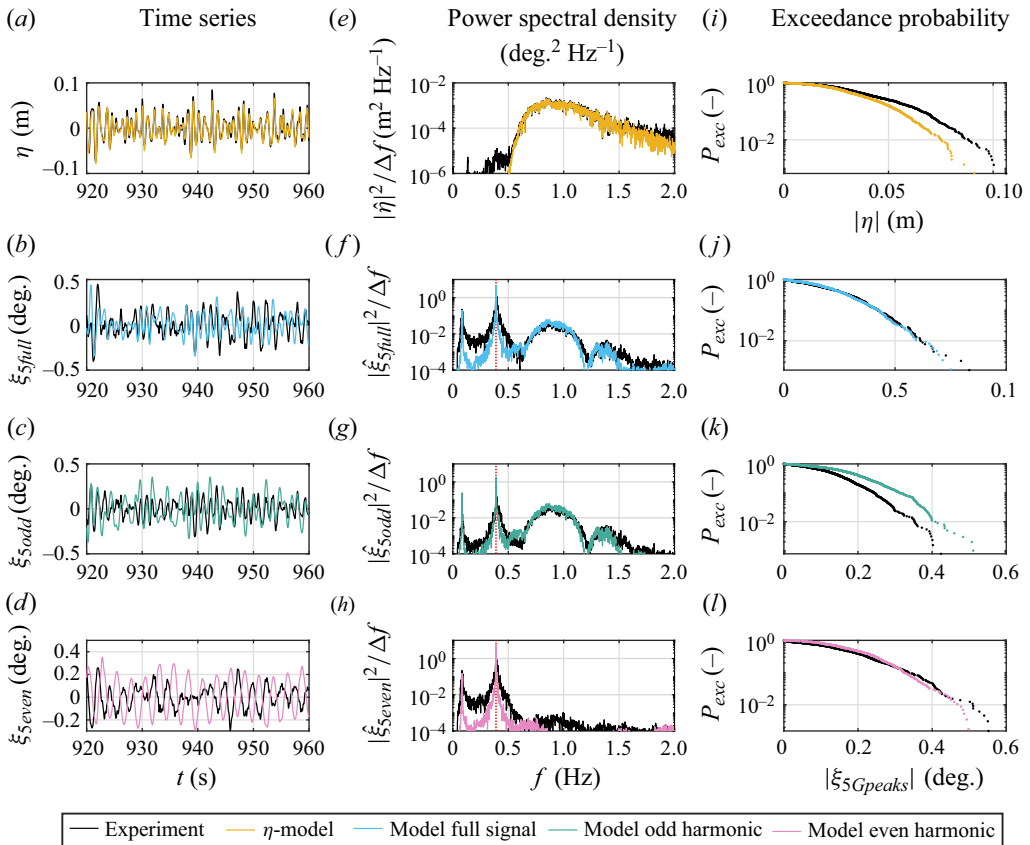 (a) Time series (e) Power spectral density (i) Exceedance probability
(deg.² Hz⁻¹)
η (m)
0.1
0
−0.1
920 930 940 950 960
|η̂|² / Δf (m² Hz⁻¹)
10⁻²
10⁻⁴
10⁻⁶
0 0.5 1.0 1.5 2.0
P_exc (−)
10⁰
10⁻²
0 0.05 0.10
|η| (m)
(b) (f) (j)
ξ_5full (deg.)
0.5
0
−0.5
920 930 940 950 960
|ξ̂_5full|² / Δf
10⁰
10⁻²
10⁻⁴
0 0.5 1.0 1.5 2.0
P_exc (−)
10⁰
10⁻²
0 0.5 0.1
(c) (g) (k)
ξ_5odd (deg.)
0.5
0
−0.5
920 930 940 950 960
|ξ̂_5odd|² / Δf
10⁰
10⁻²
10⁻⁴
0 0.5 1.0 1.5 2.0
P_exc (−)
10⁰
10⁻²
0 0.2 0.4 0.6
(d) (h) (l)
ξ_5even (deg.)
0.4
0.2
0
−0.2
920 930 940 950 960
t (s)
|ξ̂_5even|² / Δf
10⁰
10⁻²
10⁻⁴
0 0.5 1.0 1.5 2.0
f (Hz)
P_exc (−)
10⁰
10⁻²
0 0.2 0.4 0.6
|ξ_5Gpeaks| (deg.)
Experiment η-model Model full signal Model odd harmonic Model even harmonic